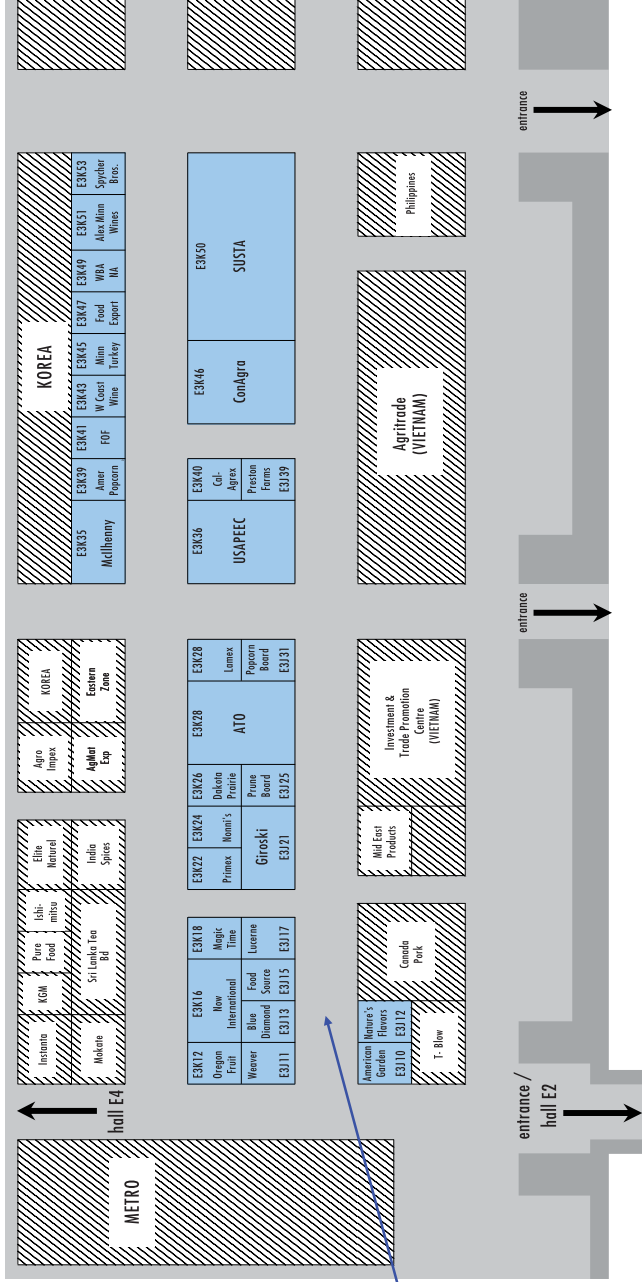 E3K53
Spycher
Bros.
E3K51
Alex Minn
Wines
E3K49
WBA
NA
E3K47
Food
Export
E3K45
Minn
Turkey
E3K43
W Coast
Wine
E3K41
FOF
E3K39
Amer
Popcorn
E3K35
McIlhenny
KOREA
E3K50
SUSTA
E3K46
ConAgra
E3K40
Cal-
Agrex
Preston
Farms
E3J39
E3K36
USAPEEC
Philippines
Agritrade
(VIETNAM)
entrance
entrance
KOREA
Eastern
Zone
Agro
Impex
AgMat
Exp
E3K28
Lamex
Popcorn
Board
E3J31
E3K28
ATO
E3K26
Dakota
Prairie
Prune
Board
E3J25
E3K24
Nonni's
E3K22
Primex
Giroski
E3J21
Investment &
Trade Promotion
Centre
(VIETNAM)
Mid East
Products
Elite
Naturel
India
Spices
Ishi-
mitsu
Pure
Food
Sri Lanka Tea
Bd
KGM
Instanta
Mokate
E3K18
Magic
Time
Lucerne
E3J17
E3K16
Now
International
Food
Source
E3J15
Blue
Diamond
E3J13
E3K12
Oregon
Fruit
Weaver
E3J11
Canada
Pork
Nature's
Flavors
E3J12
American
Garden
E3J10
T- Blow
hall E4
entrance /
hall E2
METRO